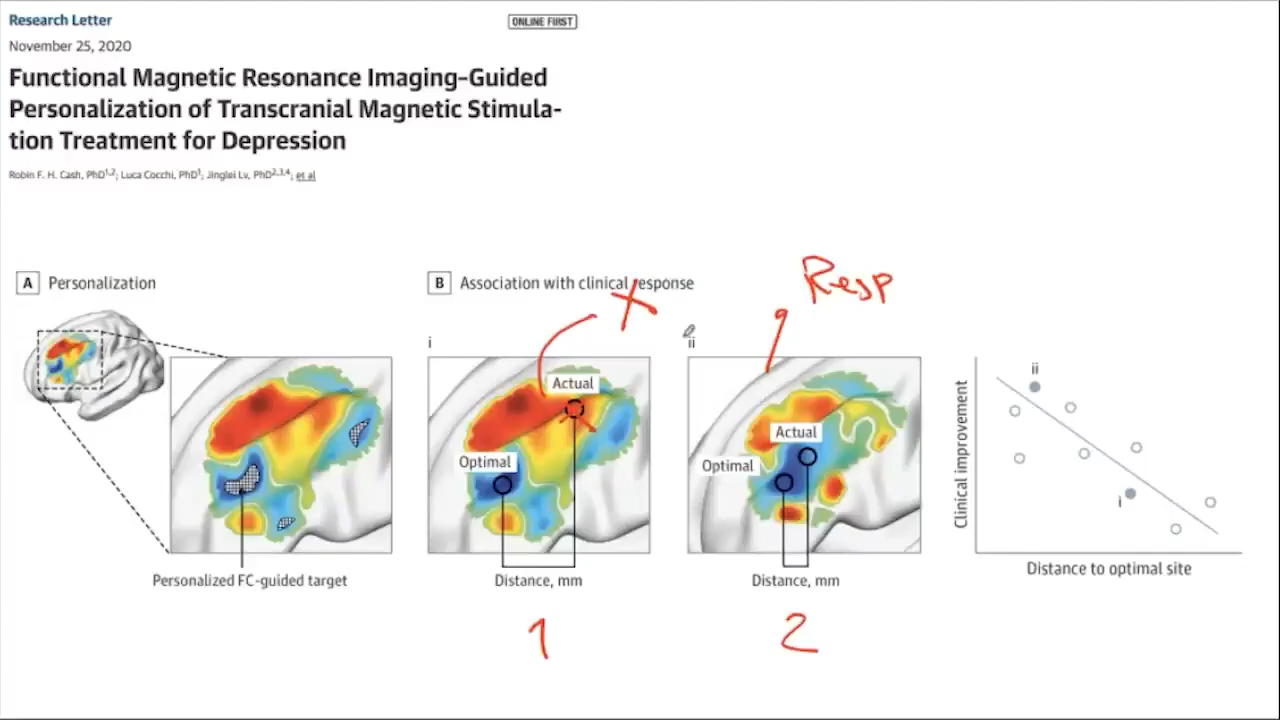 Research Letter
ONLINE FIRST
November 25, 2020
Functional Magnetic Resonance Imaging–Guided
Personalization of Transcranial Magnetic Stimula-
tion Treatment for Depression
Robin F. H. Cash, PhD1,2; Luca Cocchi, PhD1; Jinglei Lv, PhD2,3,4; et al
A Personalization
B Association with clinical response
X
Resp
i
ii
Actual
Optimal
Actual
Optimal
Personalized FC-guided target
Distance, mm
Distance, mm
Clinical improvement
ii
i
Distance to optimal site
1
2